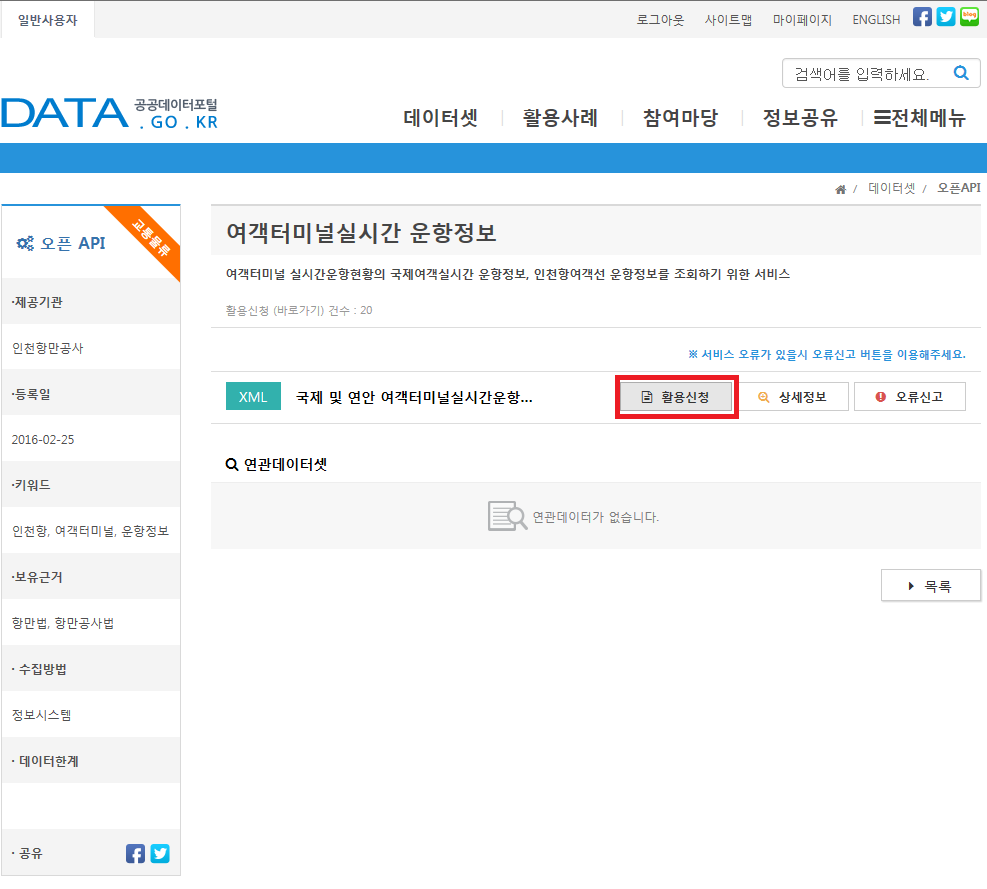 일반사용자
로그아웃 사이트맵 마이페이지 ENGLISH blog
검색어를 입력하세요.
DATA 공공데이터포털
. GO . KR
데이터셋 활용사례 참여마당 정보공유 전체메뉴
/ 데이터셋 / 오픈API
오픈 API
교통물류
·제공기관
인천항만공사
·등록일
2016-02-25
·키워드
인천항, 여객터미널, 운항정보
·보유근거
항만법, 항만공사법
· 수집방법
정보시스템
· 데이터한계
· 공유
여객터미널실시간 운항정보
여객터미널 실시간운항현황의 국제여객실시간 운항정보, 인천항여객선 운항정보를 조회하기 위한 서비스
활용신청 (바로가기) 건수 : 20
※ 서비스 오류가 있을시 오류신고 버튼을 이용해주세요.
XML 국제 및 연안 여객터미널실시간운항... 활용신청 상세정보 오류신고
연관데이터셋
연관데이터가 없습니다.
목록